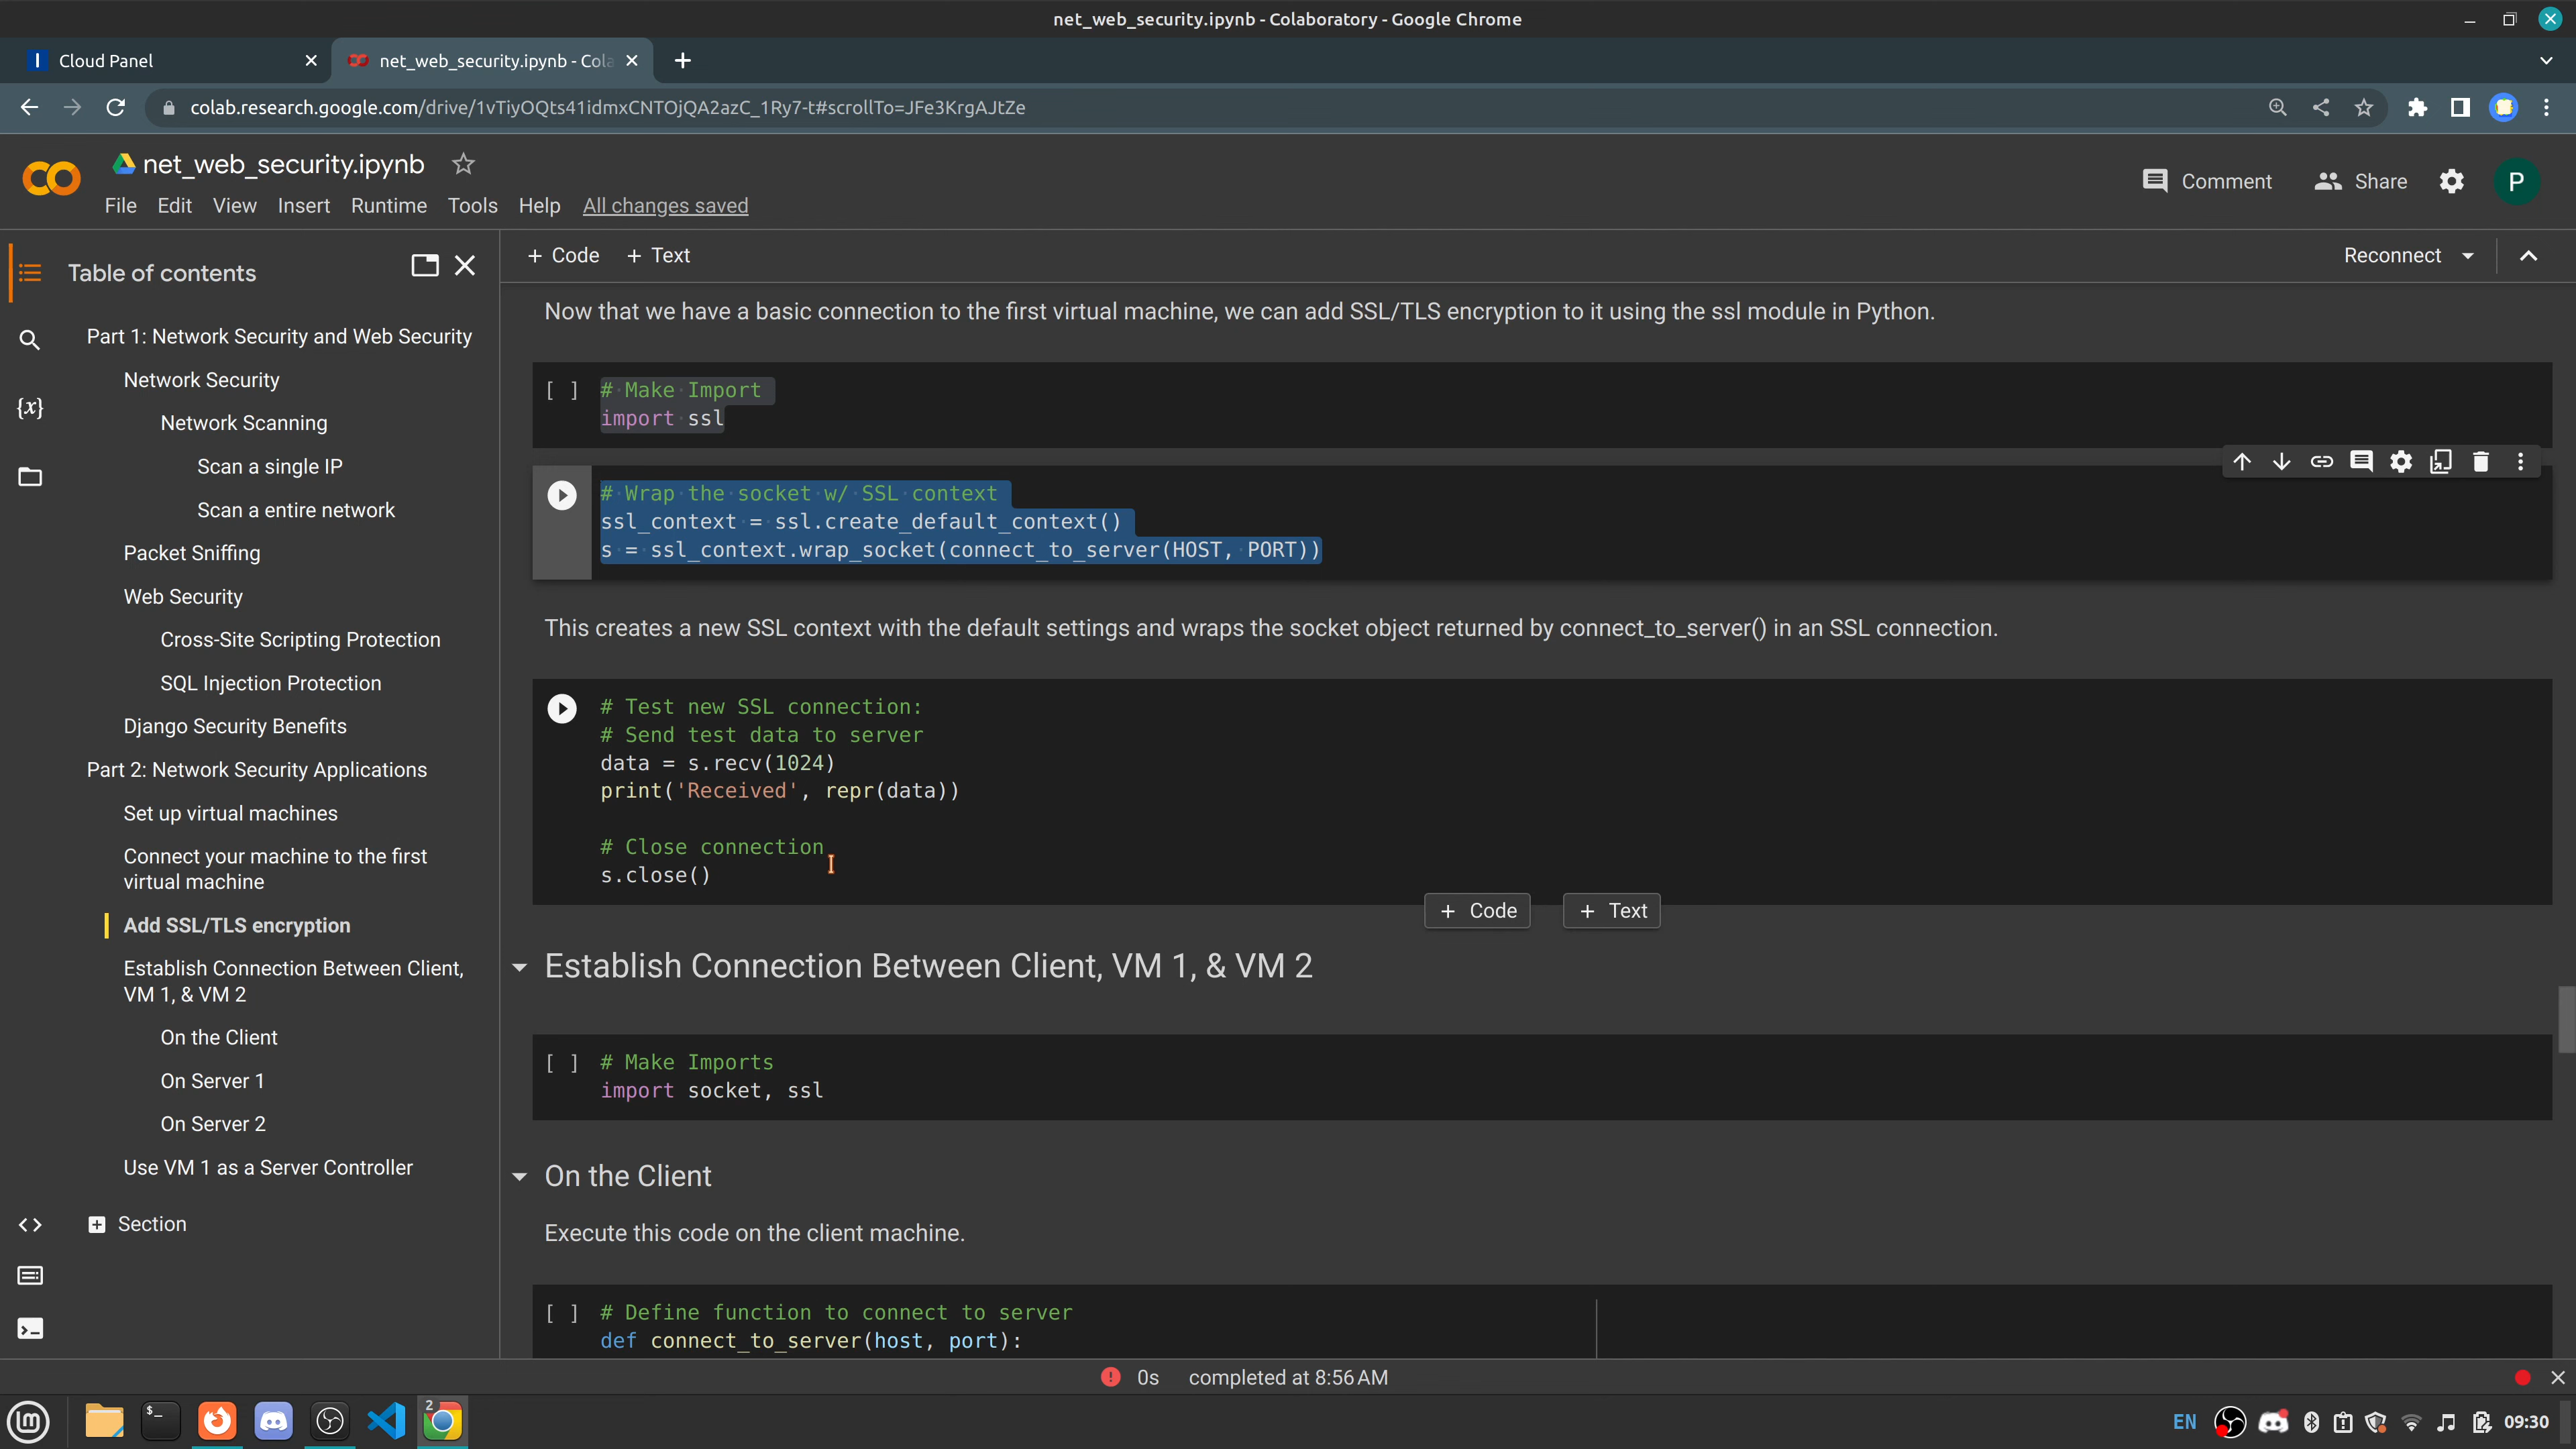 net_web_security.ipynb - Colaboratory - Google Chrome
Cloud Panel
net_web_security.ipynb - Cola
colab.research.google.com/drive/1vTiyOQts41idmxCNTOjQA2azC_1Ry7-t#scrollTo=JFe3KrgAJtZe
net_web_security.ipynb
Comment
Share
P
File Edit View Insert Runtime Tools Help All changes saved
Table of contents
+ Code + Text
Reconnect
Part 1: Network Security and Web Security
Network Security
Network Scanning
Scan a single IP
Scan a entire network
Packet Sniffing
Web Security
Cross-Site Scripting Protection
SQL Injection Protection
Django Security Benefits
Part 2: Network Security Applications
Set up virtual machines
Connect your machine to the first
virtual machine
Add SSL/TLS encryption
Establish Connection Between Client,
VM 1, & VM 2
On the Client
On Server 1
On Server 2
Use VM 1 as a Server Controller
Section
{x}
Now that we have a basic connection to the first virtual machine, we can add SSL/TLS encryption to it using the ssl module in Python.
[ ] # Make Import
import ssl
# Wrap the socket w/ SSL context
ssl_context = ssl.create_default_context()
s = ssl_context.wrap_socket(connect_to_server(HOST, PORT))
This creates a new SSL context with the default settings and wraps the socket object returned by connect_to_server() in an SSL connection.
# Test new SSL connection:
# Send test data to server
data = s.recv(1024)
print('Received', repr(data))
# Close connection
s.close()
+ Code + Text
Establish Connection Between Client, VM 1, & VM 2
[ ] # Make Imports
import socket, ssl
On the Client
Execute this code on the client machine.
[ ] # Define function to connect to server
def connect_to_server(host, port):
0s completed at 8:56 AM
2
EN
09:30